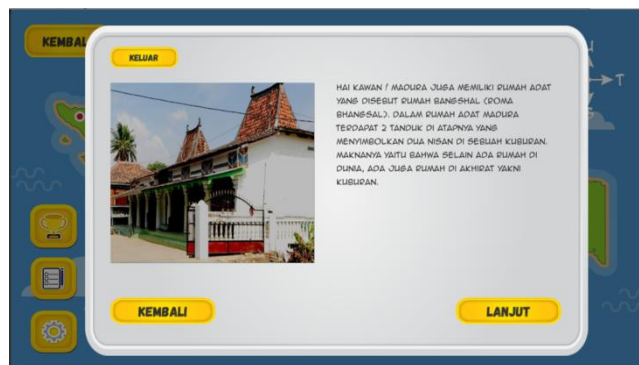 KEMBAL
KELUAR
HAI KAWAN ! MADURA JUGA MEMILIKI RUMAH ADAT
YANG DISEBUT RUMAH BANGSHAL (ROMA
BHANGSAL). DALAM RUMAH ADAT MADURA
TERDAPAT 2 TANDUK DI ATAPNYA YANG
MENYIMBOLKAN DUA NISAN DI SEBUAH KUBURAN.
MAKNANYA YAITU BAHWA SELAIN ADA RUMAH DI
DUNIA, ADA JUGA RUMAH DI AKHIRAT YAKNI
KUBURAN.
T
KEMBALI
LANJUT